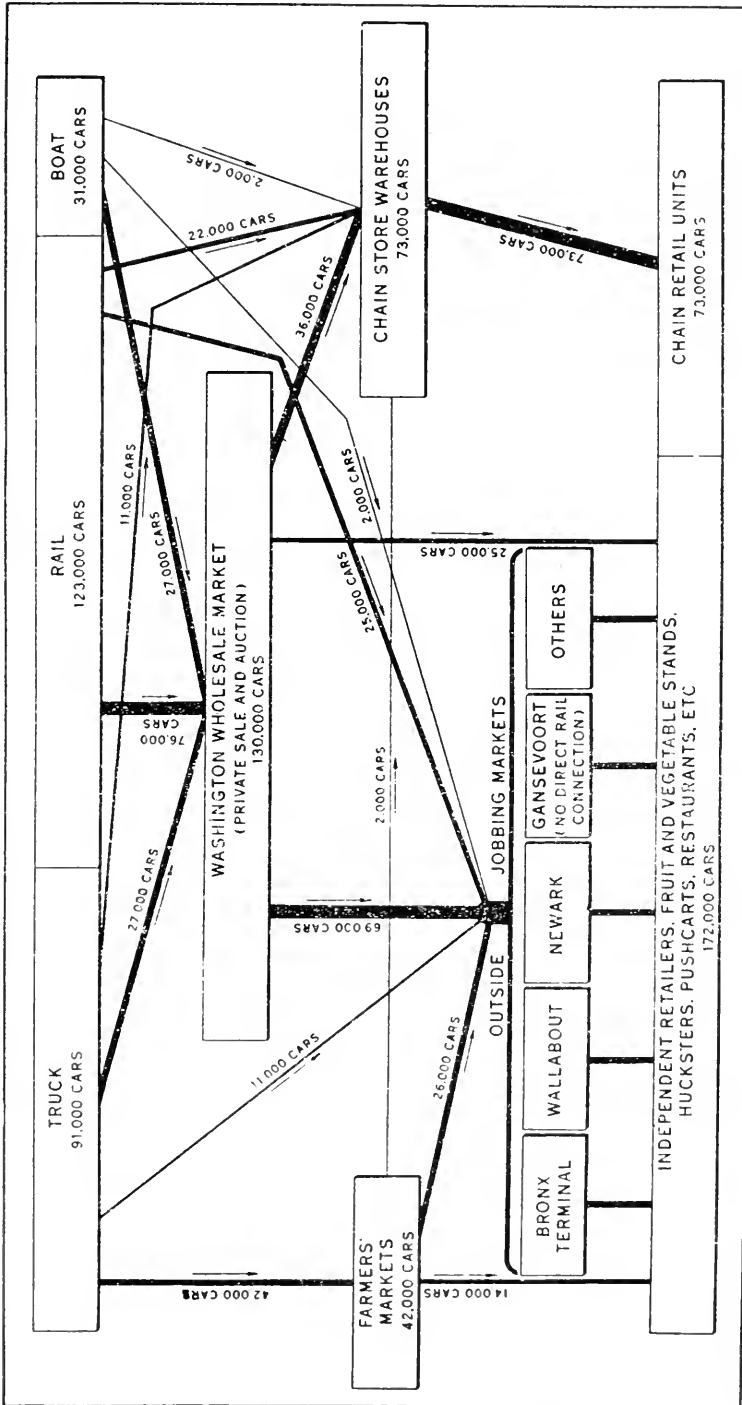 TRUCK
91,000 CARS
RAIL
123,000 CARS
BOAT
31,000 CARS
42,000 CARS
11,000 CARS
27,000 CARS
76,000
CARS
27,000 CARS
11,000 CARS
22,000 CARS
2,000 CARS
WASHINGTON WHOLESALE MARKET
(PRIVATE SALE AND AUCTION)
130,000 CARS
36,000 CARS
FARMERS'
MARKETS
42,000 CARS
2,000 CARS
CHAIN STORE WAREHOUSES
73,000 CARS
14,000 CARS
26,000 CARS
69,000 CARS
25,000 CARS
2,000 CARS
25,000 CARS
73,000 CARS
OUTSIDE JOBBING MARKETS
BRONX
TERMINAL
WALLABOUT
NEWARK
GANSEVOORT
(NO DIRECT RAIL
CONNECTION)
OTHERS
INDEPENDENT RETAILERS, FRUIT AND VEGETABLE STANDS,
HUCKSTERS, PUSHCARTS, RESTAURANTS, ETC
172,000 CARS
CHAIN RETAIL UNITS
73,000 CARS